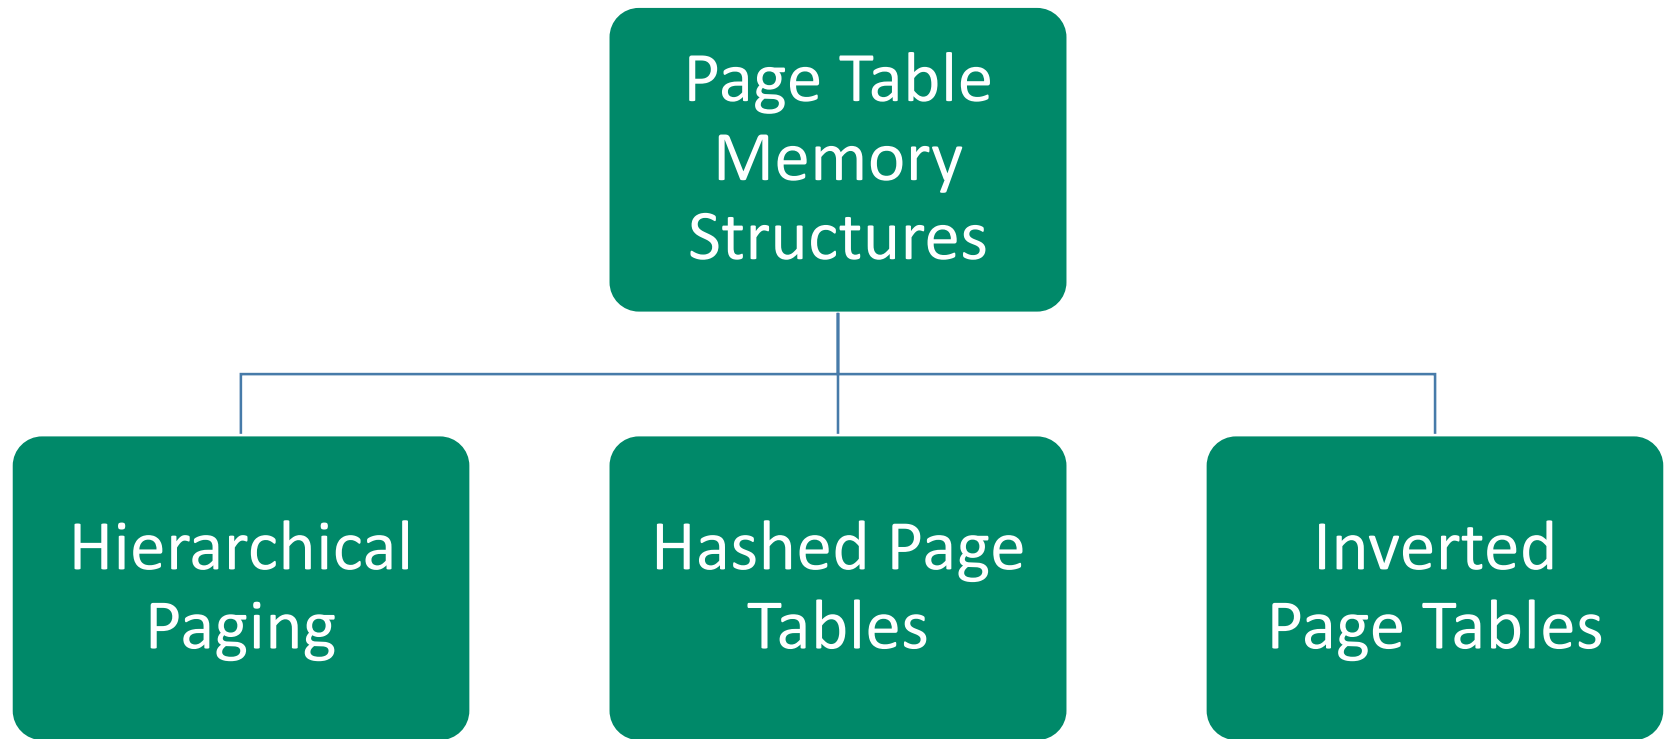 Page Table
Memory
Structures
Hierarchical
Paging
Hashed Page
Tables
Inverted
Page Tables